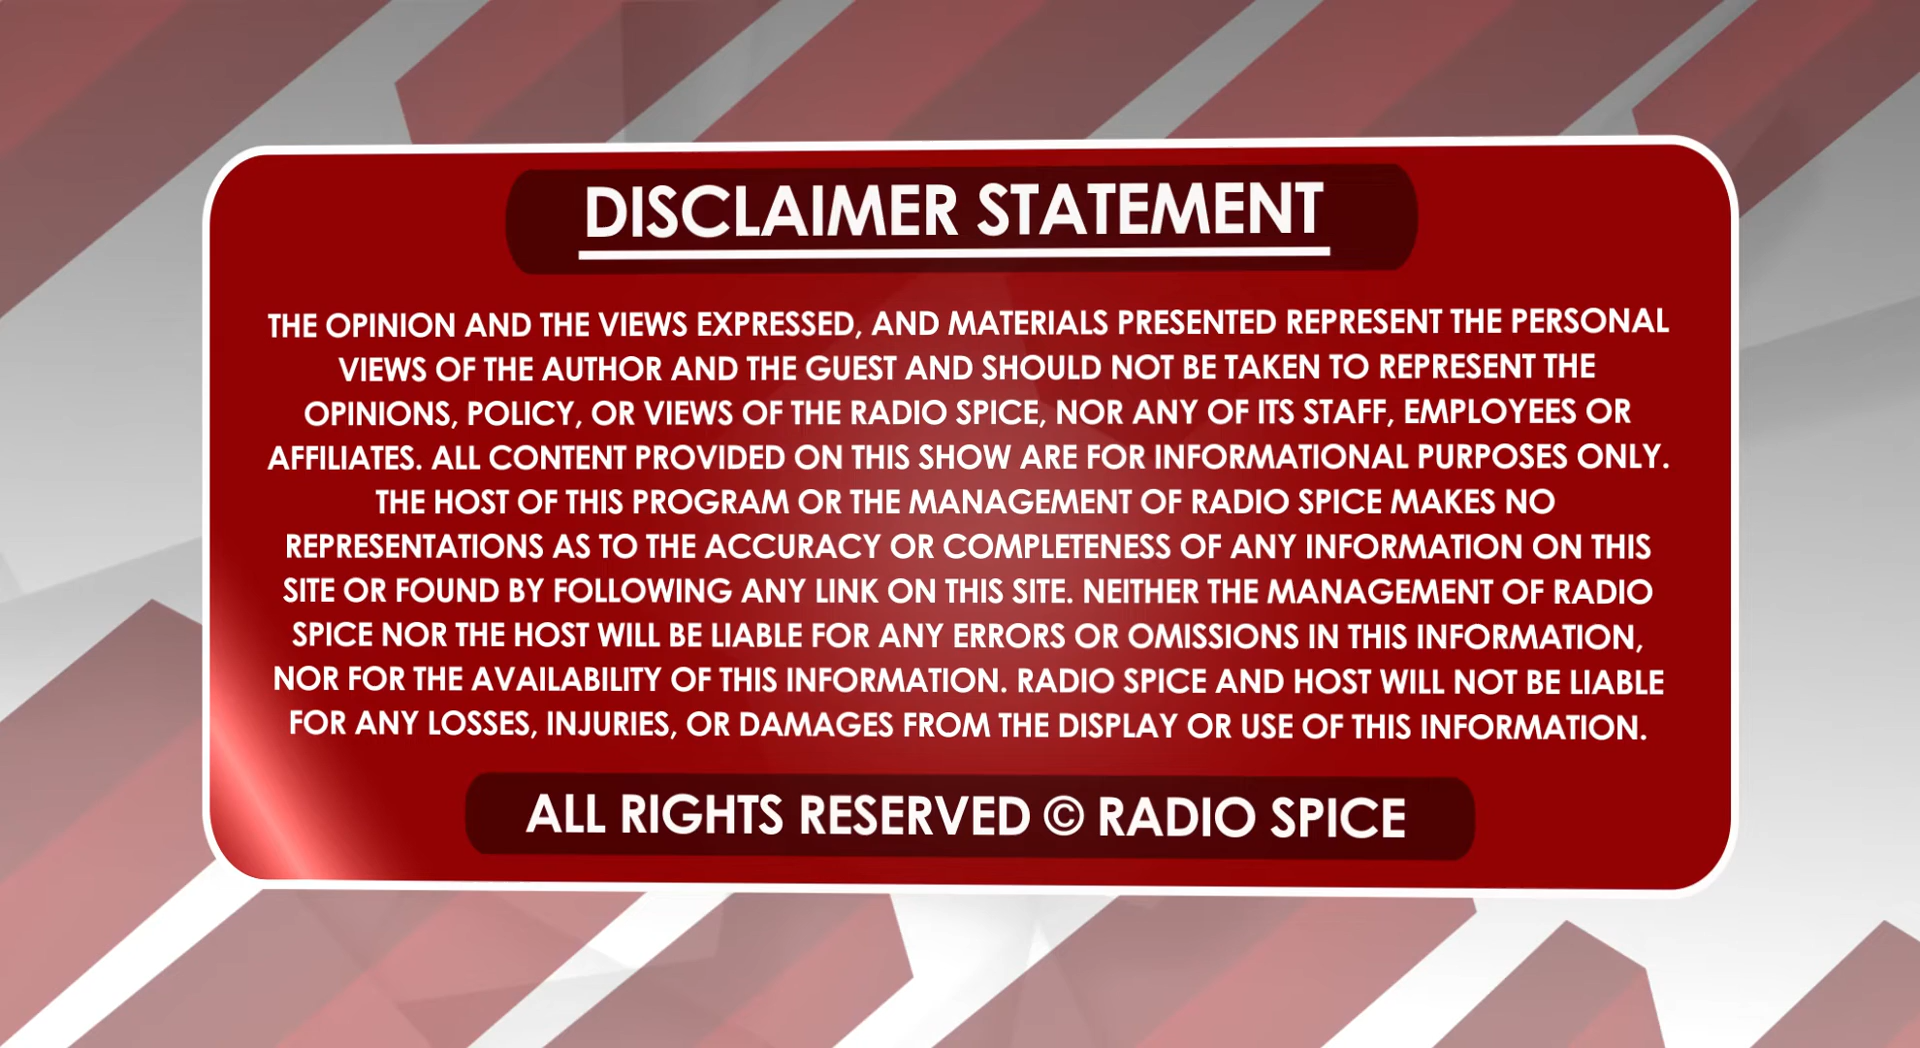 DISCLAIMER STATEMENT
THE OPINION AND THE VIEWS EXPRESSED, AND MATERIALS PRESENTED REPRESENT THE PERSONAL
VIEWS OF THE AUTHOR AND THE GUEST AND SHOULD NOT BE TAKEN TO REPRESENT THE
OPINIONS, POLICY, OR VIEWS OF THE RADIO SPICE, NOR ANY OF ITS STAFF, EMPLOYEES OR
AFFILIATES. ALL CONTENT PROVIDED ON THIS SHOW ARE FOR INFORMATIONAL PURPOSES ONLY.
THE HOST OF THIS PROGRAM OR THE MANAGEMENT OF RADIO SPICE MAKES NO
REPRESENTATIONS AS TO THE ACCURACY OR COMPLETENESS OF ANY INFORMATION ON THIS
SITE OR FOUND BY FOLLOWING ANY LINK ON THIS SITE. NEITHER THE MANAGEMENT OF RADIO
SPICE NOR THE HOST WILL BE LIABLE FOR ANY ERRORS OR OMISSIONS IN THIS INFORMATION,
NOR FOR THE AVAILABILITY OF THIS INFORMATION. RADIO SPICE AND HOST WILL NOT BE LIABLE
FOR ANY LOSSES, INJURIES, OR DAMAGES FROM THE DISPLAY OR USE OF THIS INFORMATION.
ALL RIGHTS RESERVED © RADIO SPICE